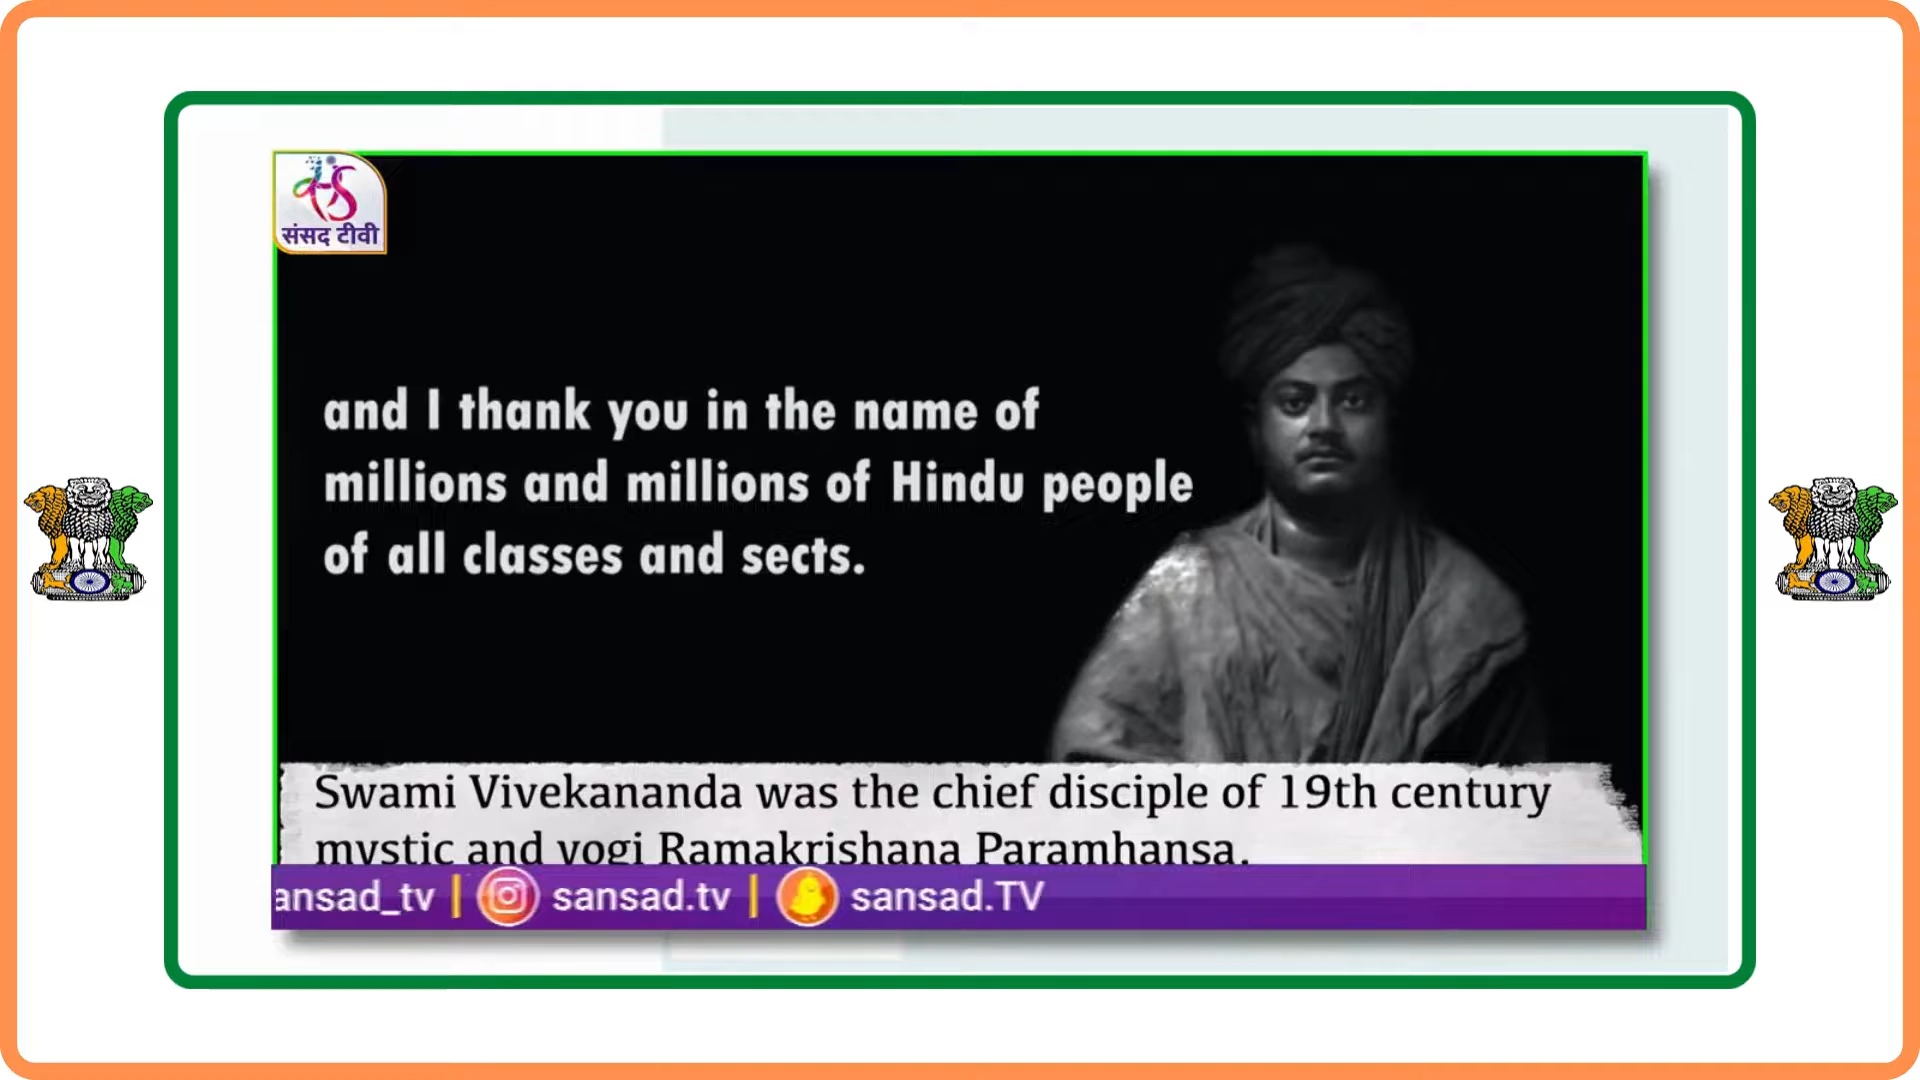 संसद टीवी
and I thank you in the name of
millions and millions of Hindu people
of all classes and sects.
Swami Vivekananda was the chief disciple of 19th century
mystic and yogi Ramakrishana Paramhansa.
ansad_tv | sansad.tv | sansad.TV